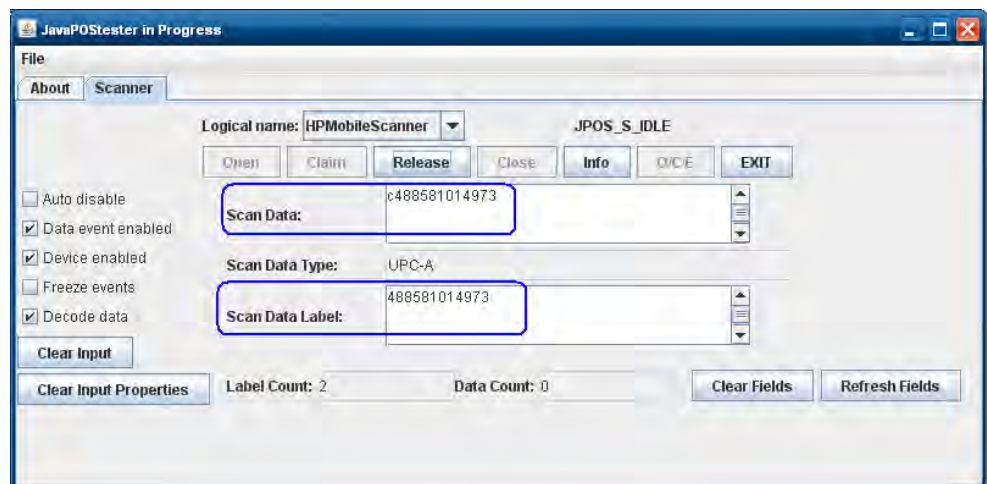 JavaPOStester in Progress
File
About Scanner
Logical name: HPMobileScanner JPOS_S_IDLE
Open Claim Release Close Info O/C/E EXIT
Auto disable
Data event enabled
Device enabled
Freeze events
Decode data
Clear Input
Clear Input Properties
Scan Data: c488581014973
Scan Data Type: UPC-A
Scan Data Label: 488581014973
Label Count: 2 Data Count: 0
Clear Fields Refresh Fields